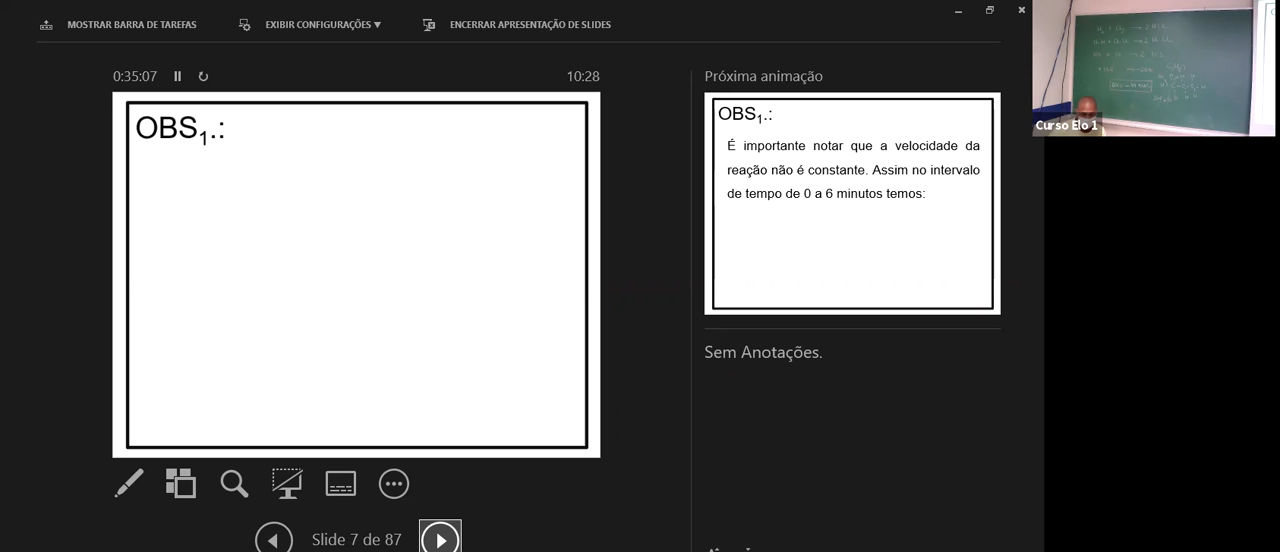 MOSTRAR BARRA DE TAREFAS
EXIBIR CONFIGURAÇÕES ▼
ENCERRAR APRESENTAÇÃO DE SLIDES
0:35:07
10:28
OBS₁.:
Slide 7 de 87
Próxima animação
OBS₁.:
É importante notar que a velocidade da
reação não é constante. Assim no intervalo
de tempo de 0 a 6 minutos temos:
Sem Anotações.
Curso Elo 1